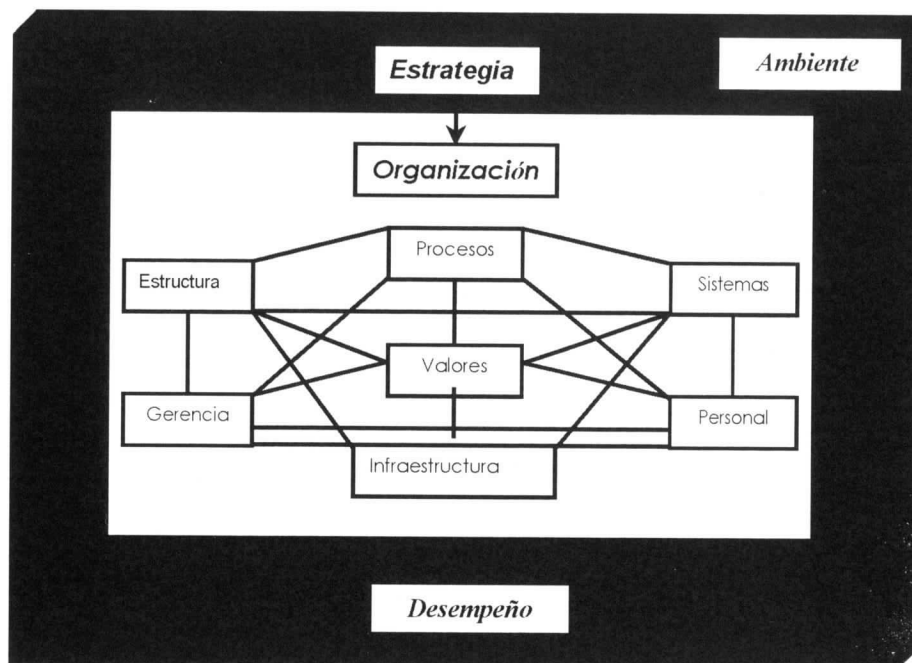 Estrategia
Ambiente
Organización
Procesos
Estructura
Sistemas
Valores
Gerencia
Personal
Infraestructura
Desempeño